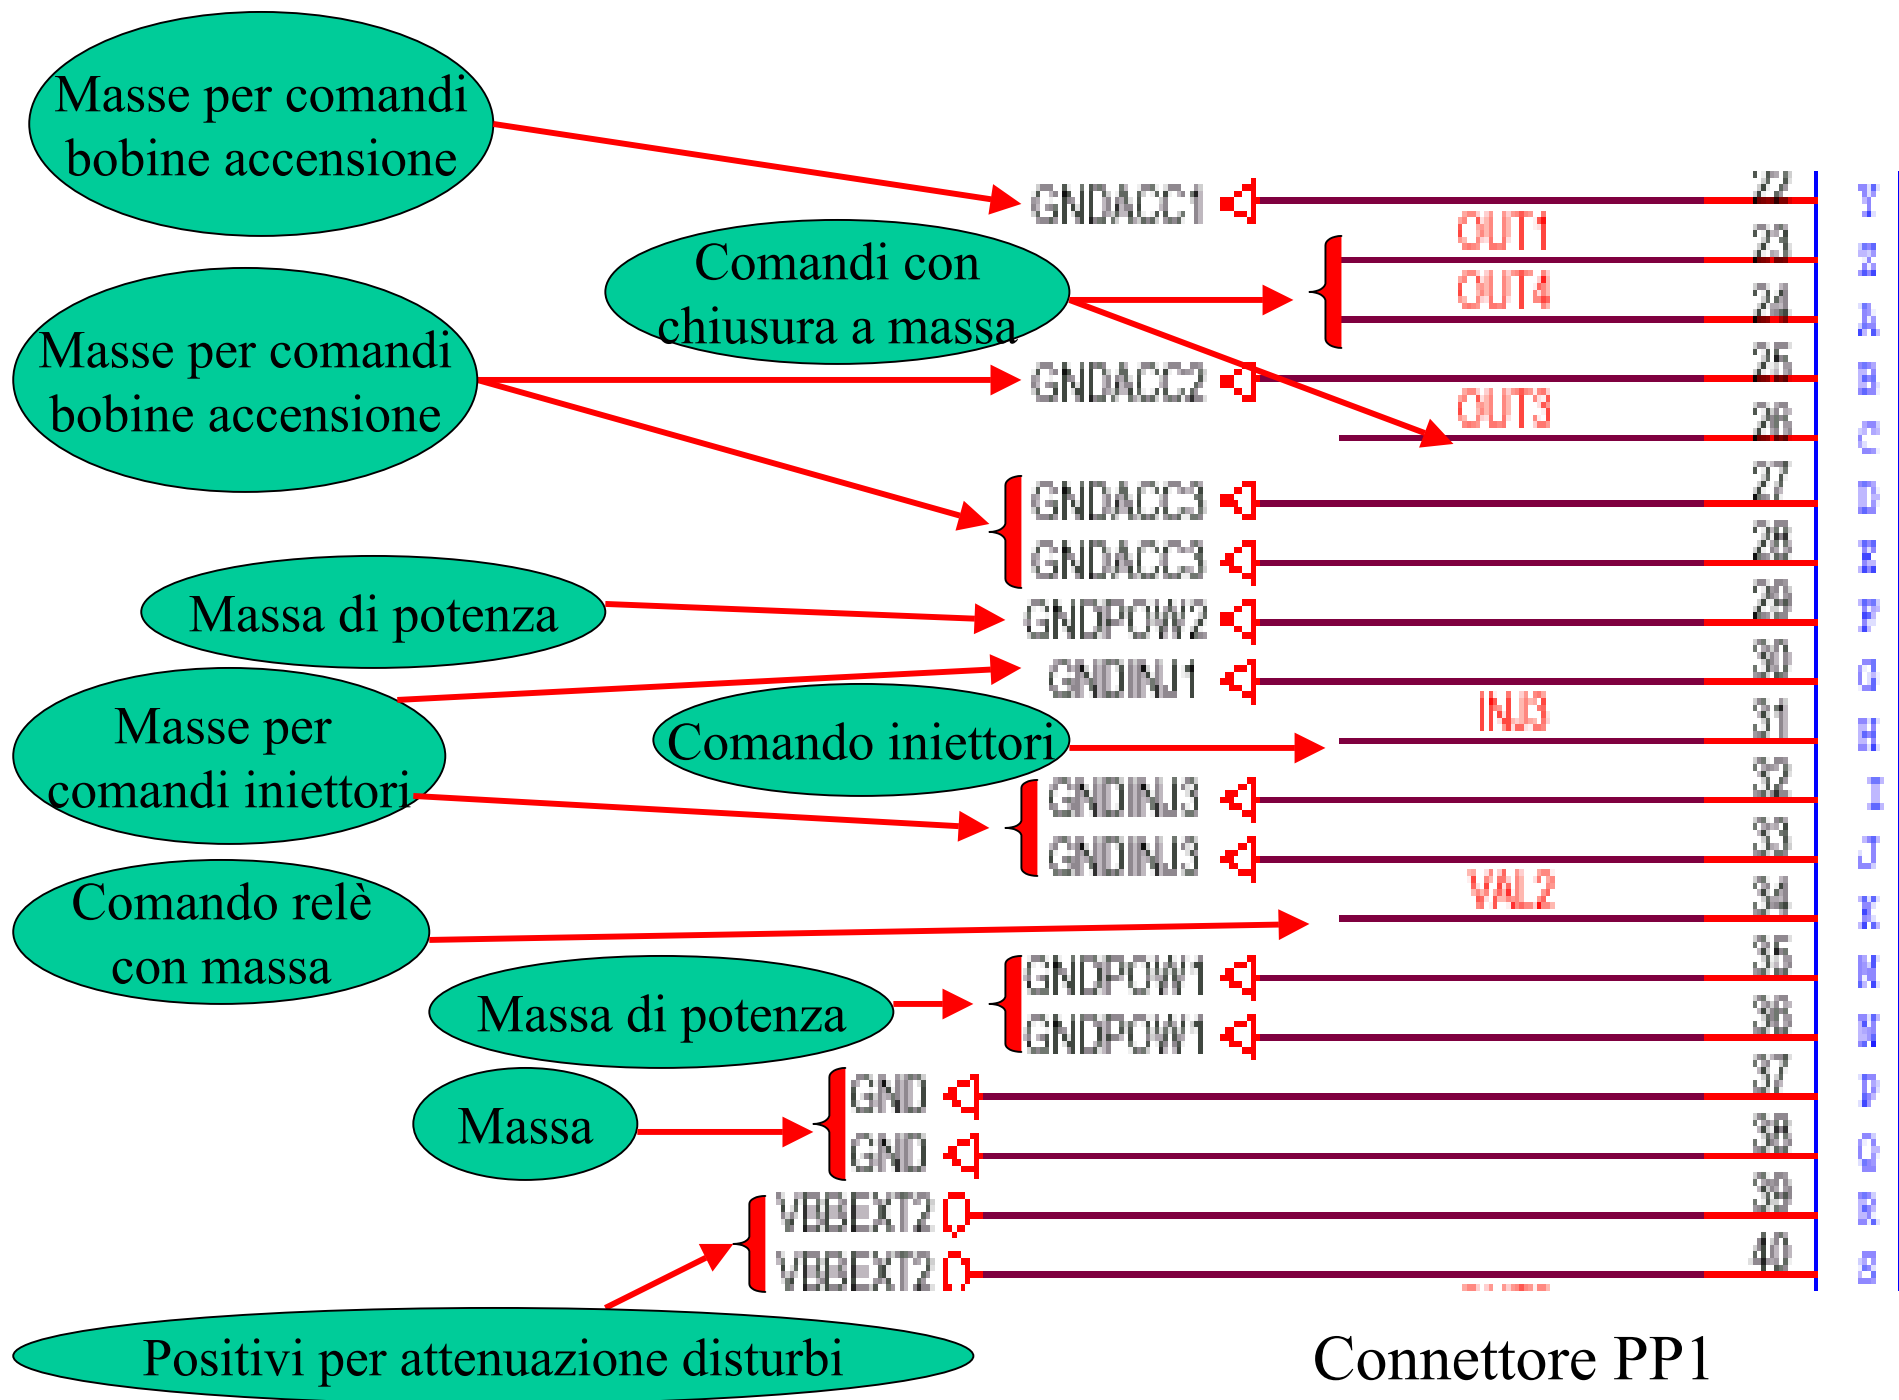 Masse per comandi
bobine accensione
GNDACC1
22
Y
Comandi con
chiusura a massa
OUT1
23
OUT4
24
A
Masse per comandi
bobine accensione
GNDACC2
25
B
OUT3
26
C
GNDACC3
27
D
GNDACC3
28
E
Massa di potenza
GNDPOW2
29
F
GNDINJ1
30
G
Masse per
comandi iniettori
Comando iniettori
INJ3
31
H
GNDINJ3
32
I
GNDINJ3
33
J
Comando relè
con massa
VAL2
34
K
Massa di potenza
GNDPOW1
35
M
GNDPOW1
36
N
Massa
GND
37
P
GND
38
Q
VBBEXT2
39
R
VBBEXT2
40
S
Positivi per attenuazione disturbi
Connettore PP1